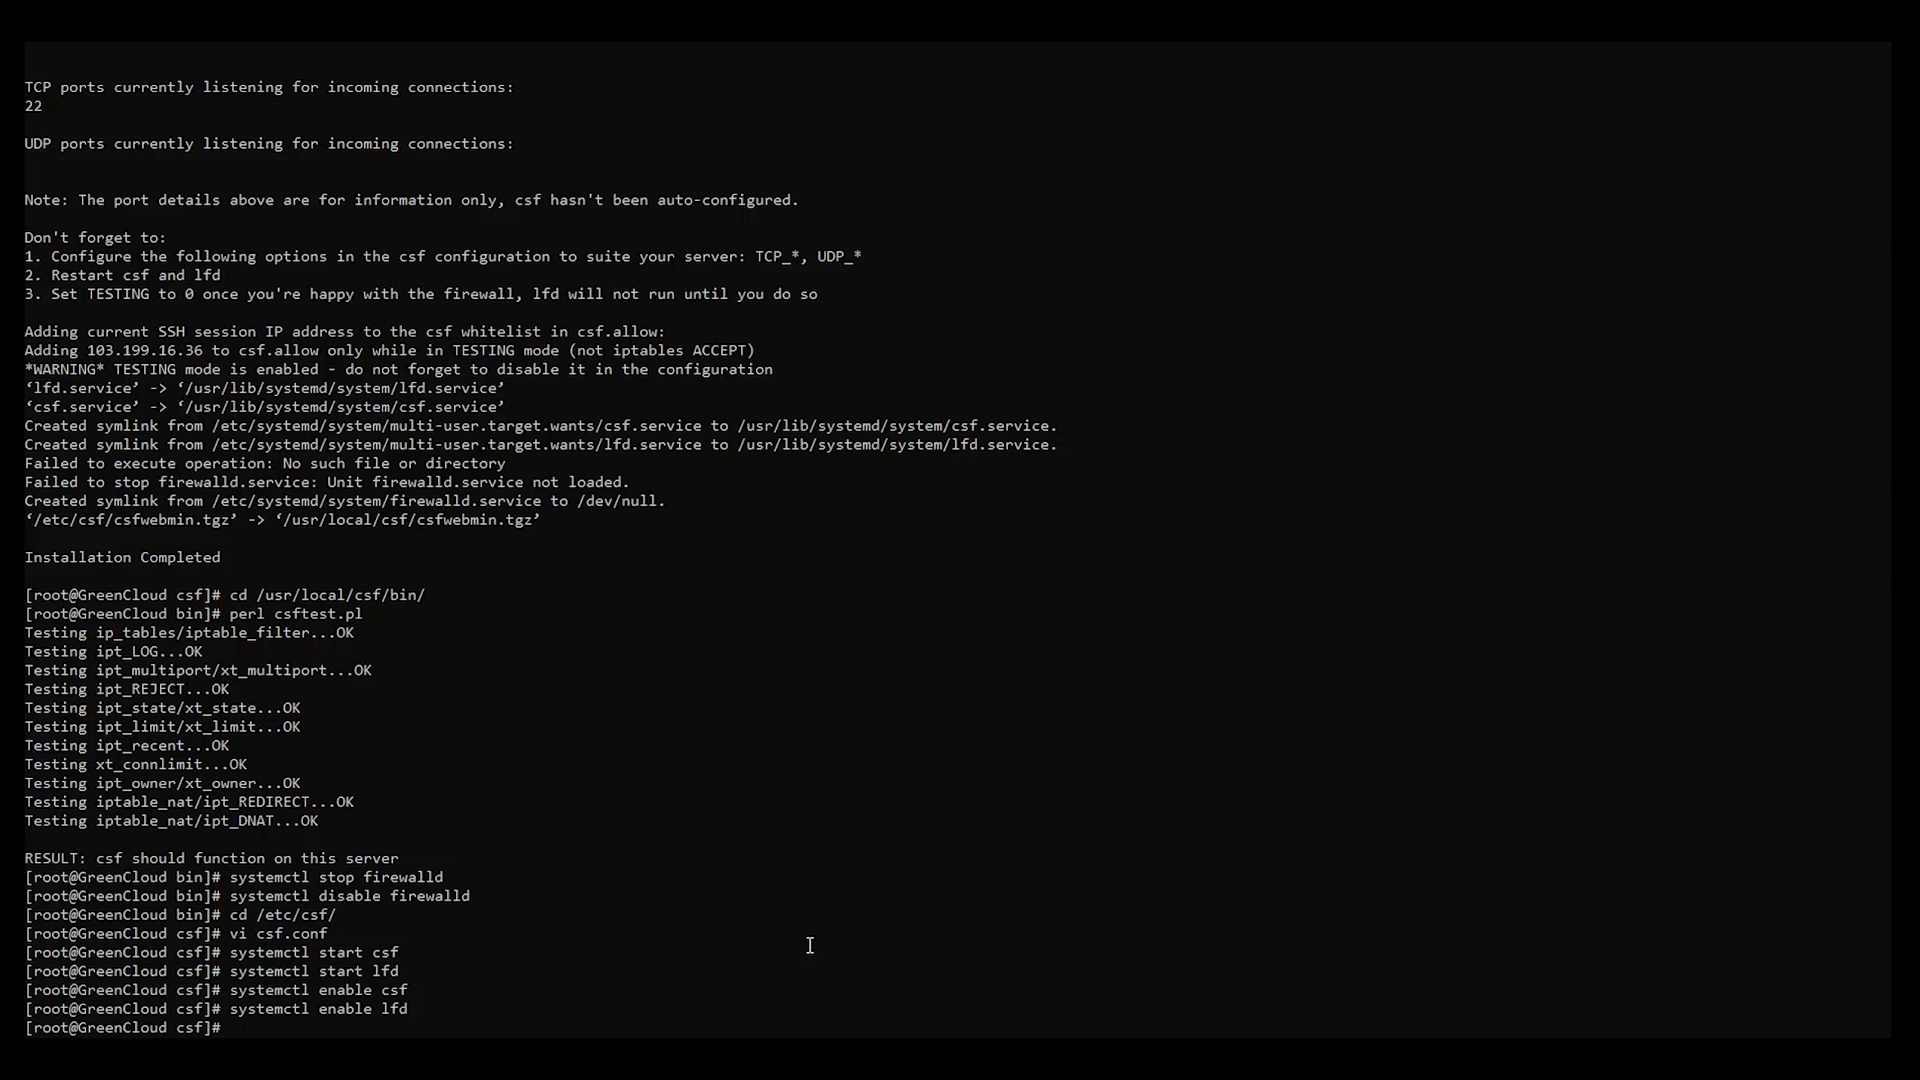 TCP ports currently listening for incoming connections:
22
UDP ports currently listening for incoming connections:
Note: The port details above are for information only, csf hasn't been auto-configured.
Don't forget to:
1. Configure the following options in the csf configuration to suite your server: TCP_*, UDP_*
2. Restart csf and lfd
3. Set TESTING to 0 once you're happy with the firewall, lfd will not run until you do so
Adding current SSH session IP address to the csf whitelist in csf.allow:
Adding 103.199.16.36 to csf.allow only while in TESTING mode (not iptables ACCEPT)
*WARNING* TESTING mode is enabled - do not forget to disable it in the configuration
‘lfd.service’ -> ‘/usr/lib/systemd/system/lfd.service’
‘csf.service’ -> ‘/usr/lib/systemd/system/csf.service’
Created symlink from /etc/systemd/system/multi-user.target.wants/csf.service to /usr/lib/systemd/system/csf.service.
Created symlink from /etc/systemd/system/multi-user.target.wants/lfd.service to /usr/lib/systemd/system/lfd.service.
Failed to execute operation: No such file or directory
Failed to stop firewalld.service: Unit firewalld.service not loaded.
Created symlink from /etc/systemd/system/firewalld.service to /dev/null.
‘/etc/csf/csfwebmin.tgz’ -> ‘/usr/local/csf/csfwebmin.tgz’
Installation Completed
[root@GreenCloud csf]# cd /usr/local/csf/bin/
[root@GreenCloud bin]# perl csftest.pl
Testing ip_tables/iptable_filter...OK
Testing ipt_LOG...OK
Testing ipt_multiport/xt_multiport...OK
Testing ipt_REJECT...OK
Testing ipt_state/xt_state...OK
Testing ipt_limit/xt_limit...OK
Testing ipt_recent...OK
Testing xt_connlimit...OK
Testing ipt_owner/xt_owner...OK
Testing iptable_nat/ipt_REDIRECT...OK
Testing iptable_nat/ipt_DNAT...OK
RESULT: csf should function on this server
[root@GreenCloud bin]# systemctl stop firewalld
[root@GreenCloud bin]# systemctl disable firewalld
[root@GreenCloud bin]# cd /etc/csf/
[root@GreenCloud csf]# vi csf.conf
[root@GreenCloud csf]# systemctl start csf
[root@GreenCloud csf]# systemctl start lfd
[root@GreenCloud csf]# systemctl enable csf
[root@GreenCloud csf]# systemctl enable lfd
[root@GreenCloud csf]#